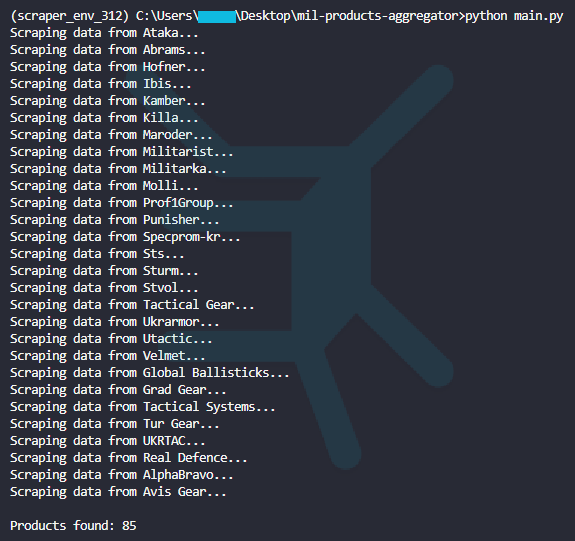 (scraper_env_312) C:\Users\ \Desktop\mil-products-aggregator>python main.py
Scraping data from Ataka...
Scraping data from Abrams...
Scraping data from Hofner...
Scraping data from Ibis...
Scraping data from Kamber...
Scraping data from Killa...
Scraping data from Maroder...
Scraping data from Militarist...
Scraping data from Militarka...
Scraping data from Molli...
Scraping data from Prof1Group...
Scraping data from Punisher...
Scraping data from Specprom-kr...
Scraping data from Sts...
Scraping data from Sturm...
Scraping data from Stvol...
Scraping data from Tactical Gear...
Scraping data from Ukrarmor...
Scraping data from Utactic...
Scraping data from Velmet...
Scraping data from Global Ballisticks...
Scraping data from Grad Gear...
Scraping data from Tactical Systems...
Scraping data from Tur Gear...
Scraping data from UKRTAC...
Scraping data from Real Defence...
Scraping data from AlphaBravo...
Scraping data from Avis Gear...
Products found: 85